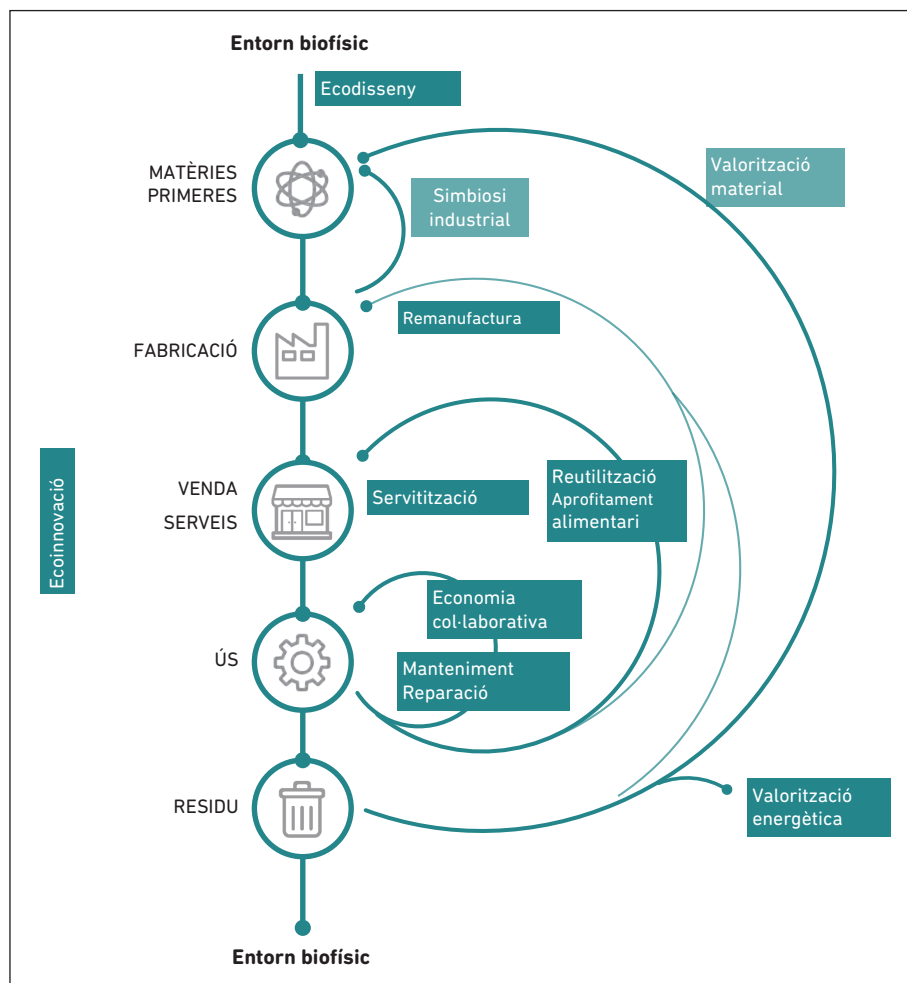 Entorn biofísic
Ecodisseny
MATÈRIES
PRIMERES
Valorització
material
Simbiosi
industrial
Remanufactura
FABRICACIÓ
Ecoinnovació
VENDA
SERVEIS
Servitització
Reutilització
Aprofitament
alimentari
Economia
col·laborativa
ÚS
Manteniment
Reparació
RESIDU
Valorització
energètica
Entorn biofísic